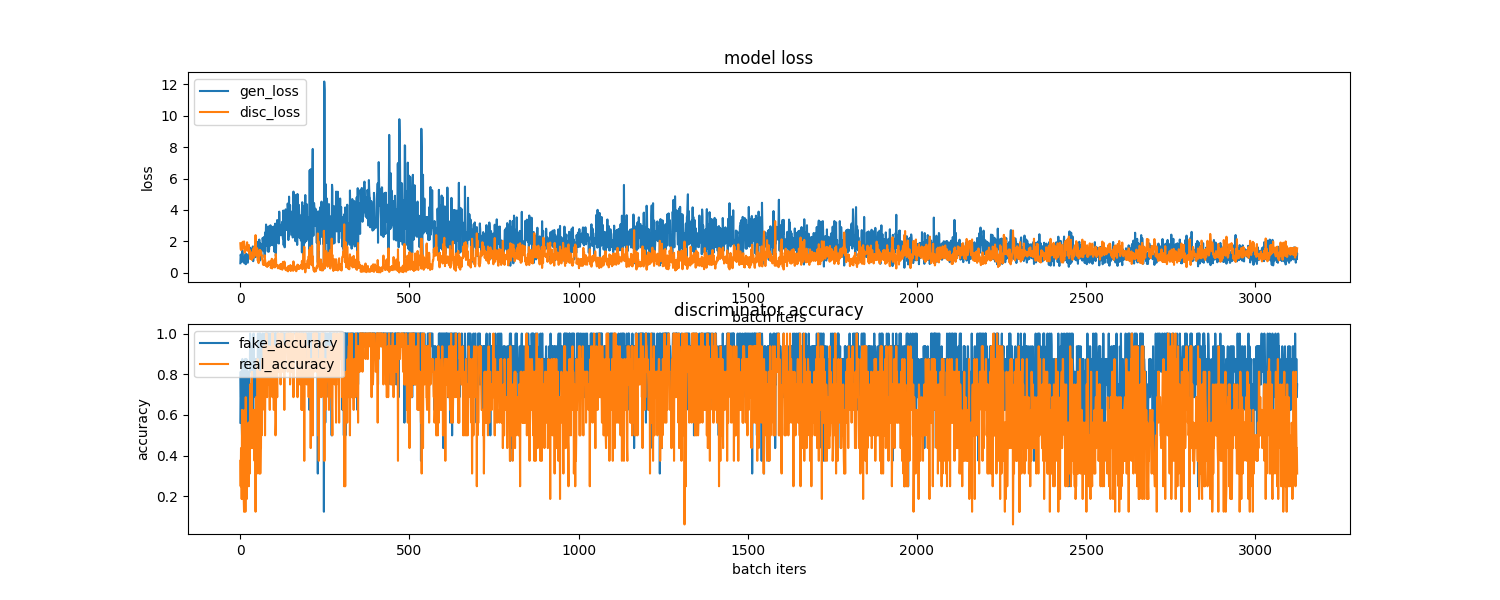 model loss
gen_loss
disc_loss
12
10
8
6
4
2
0
loss
0 500 1000 1500 2000 2500 3000
batch iters
discriminator accuracy
fake_accuracy
real_accuracy
1.0
0.8
0.6
0.4
0.2
accuracy
0 500 1000 1500 2000 2500 3000
batch iters